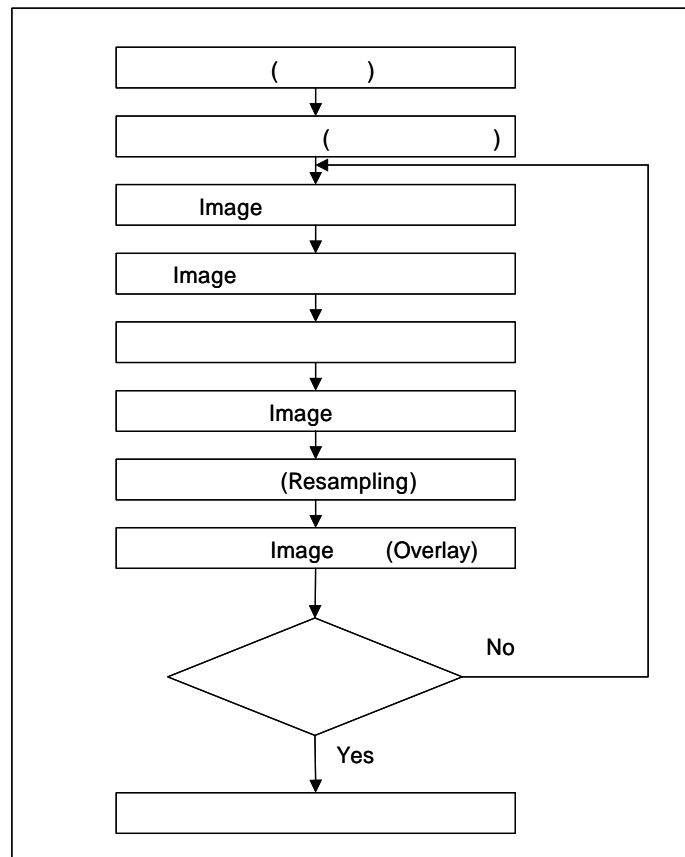 ( )
( )
Image
Image
Image
(Resampling)
Image (Overlay)
No
Yes